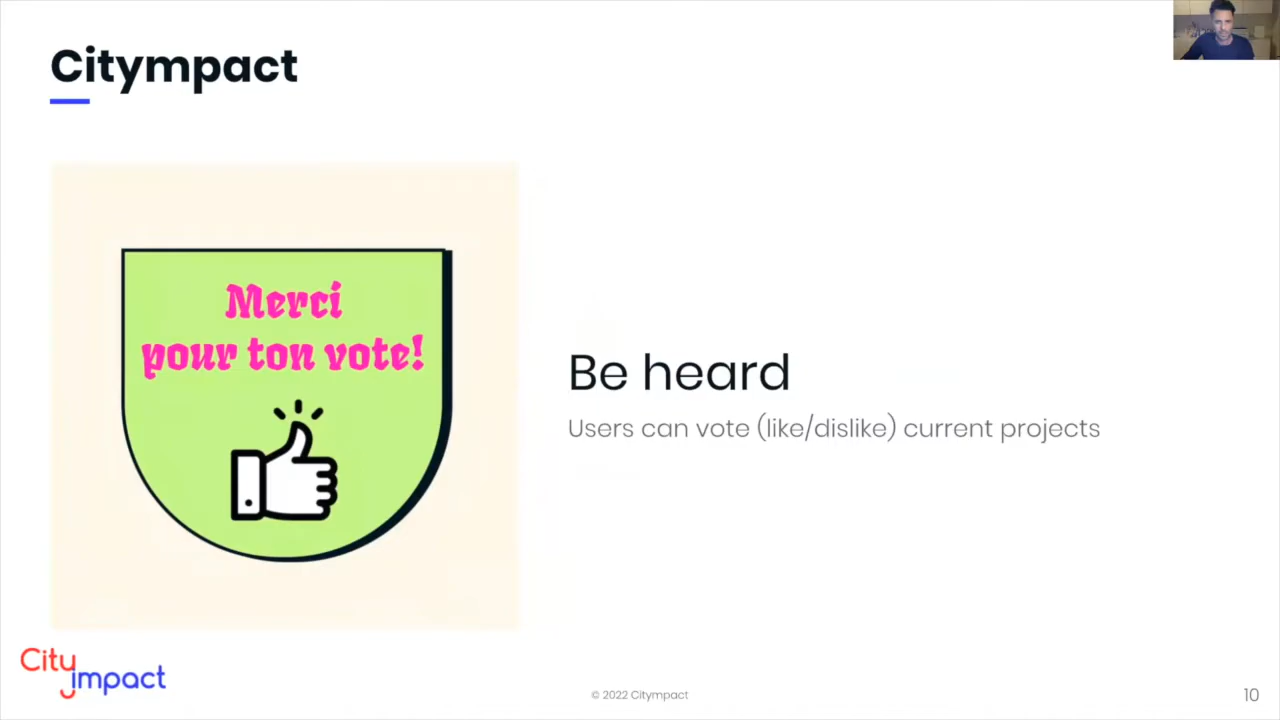 Citympact
Merci
pour ton vote!
Be heard
Users can vote (like/dislike) current projects
City
impact
© 2022 Citympact
10